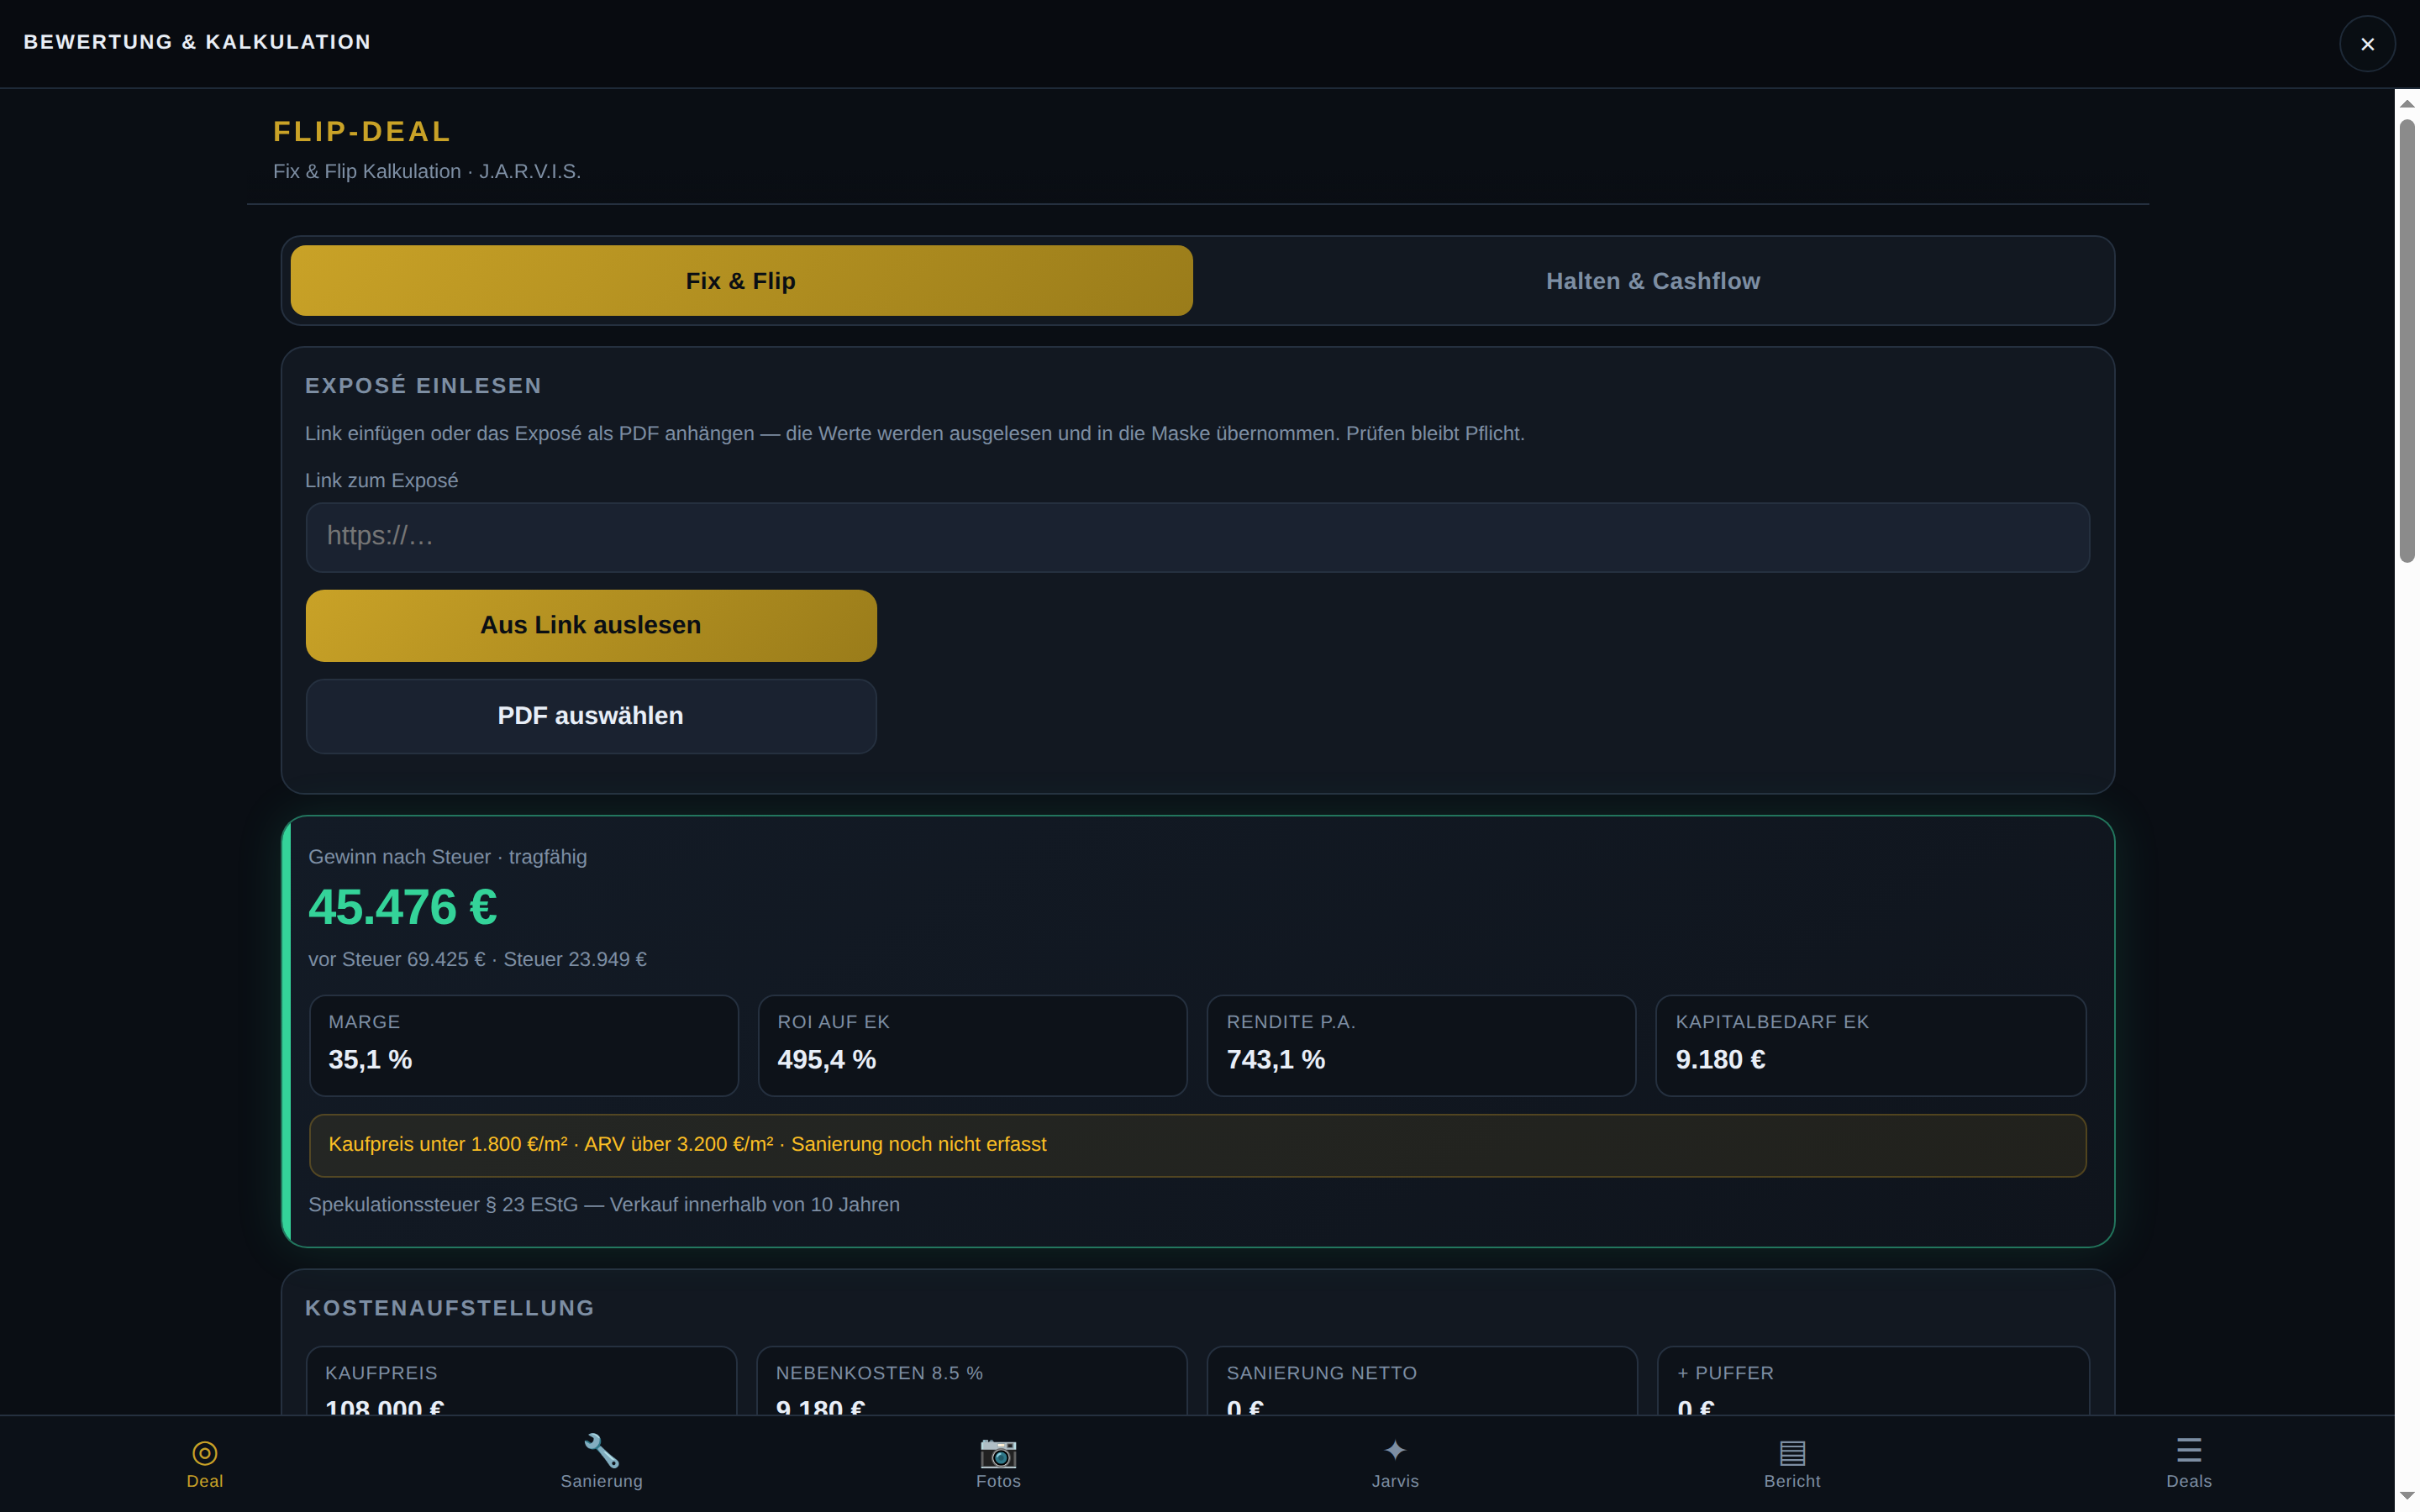 BEWERTUNG & KALKULATION
×
FLIP-DEAL
Fix & Flip Kalkulation · J.A.R.V.I.S.
Fix & Flip
Halten & Cashflow
EXPOSÉ EINLESEN
Link einfügen oder das Exposé als PDF anhängen — die Werte werden ausgelesen und in die Maske übernommen. Prüfen bleibt Pflicht.
Link zum Exposé
https://…
Aus Link auslesen
PDF auswählen
Gewinn nach Steuer · tragfähig
45.476 €
vor Steuer 69.425 € · Steuer 23.949 €
MARGE
35,1 %
ROI AUF EK
495,4 %
RENDITE P.A.
743,1 %
KAPITALBEDARF EK
9.180 €
Kaufpreis unter 1.800 €/m² · ARV über 3.200 €/m² · Sanierung noch nicht erfasst
Spekulationssteuer § 23 EStG — Verkauf innerhalb von 10 Jahren
KOSTENAUFSTELLUNG
KAUFPREIS
108.000 €
NEBENKOSTEN 8.5 %
9.180 €
SANIERUNG NETTO
0 €
+ PUFFER
0 €
Deal
Sanierung
Fotos
Jarvis
Bericht
Deals